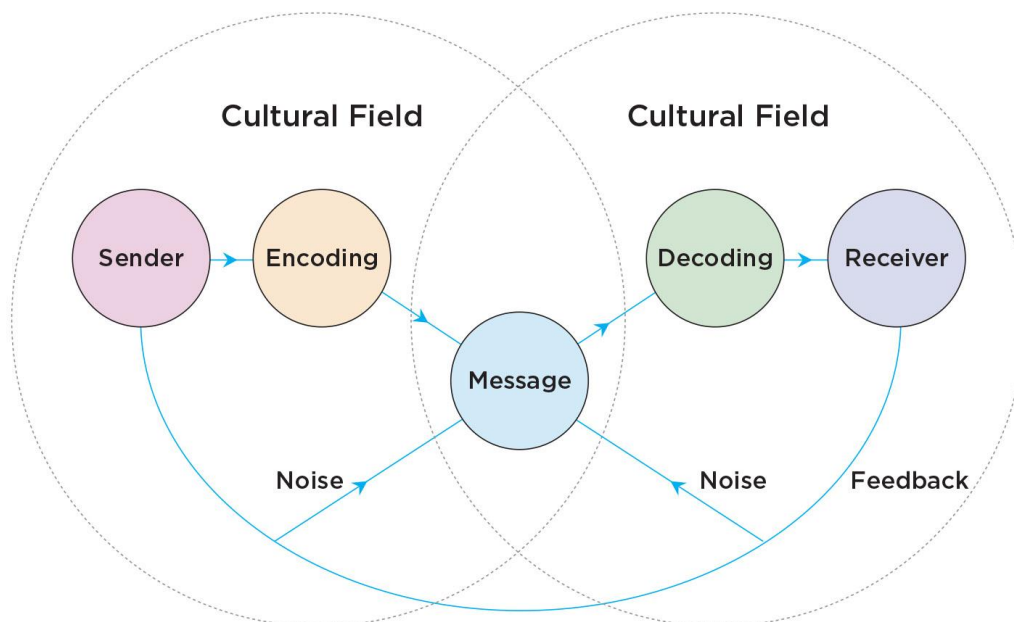 Cultural Field
Cultural Field
Sender
Encoding
Decoding
Receiver
Message
Noise
Noise
Feedback